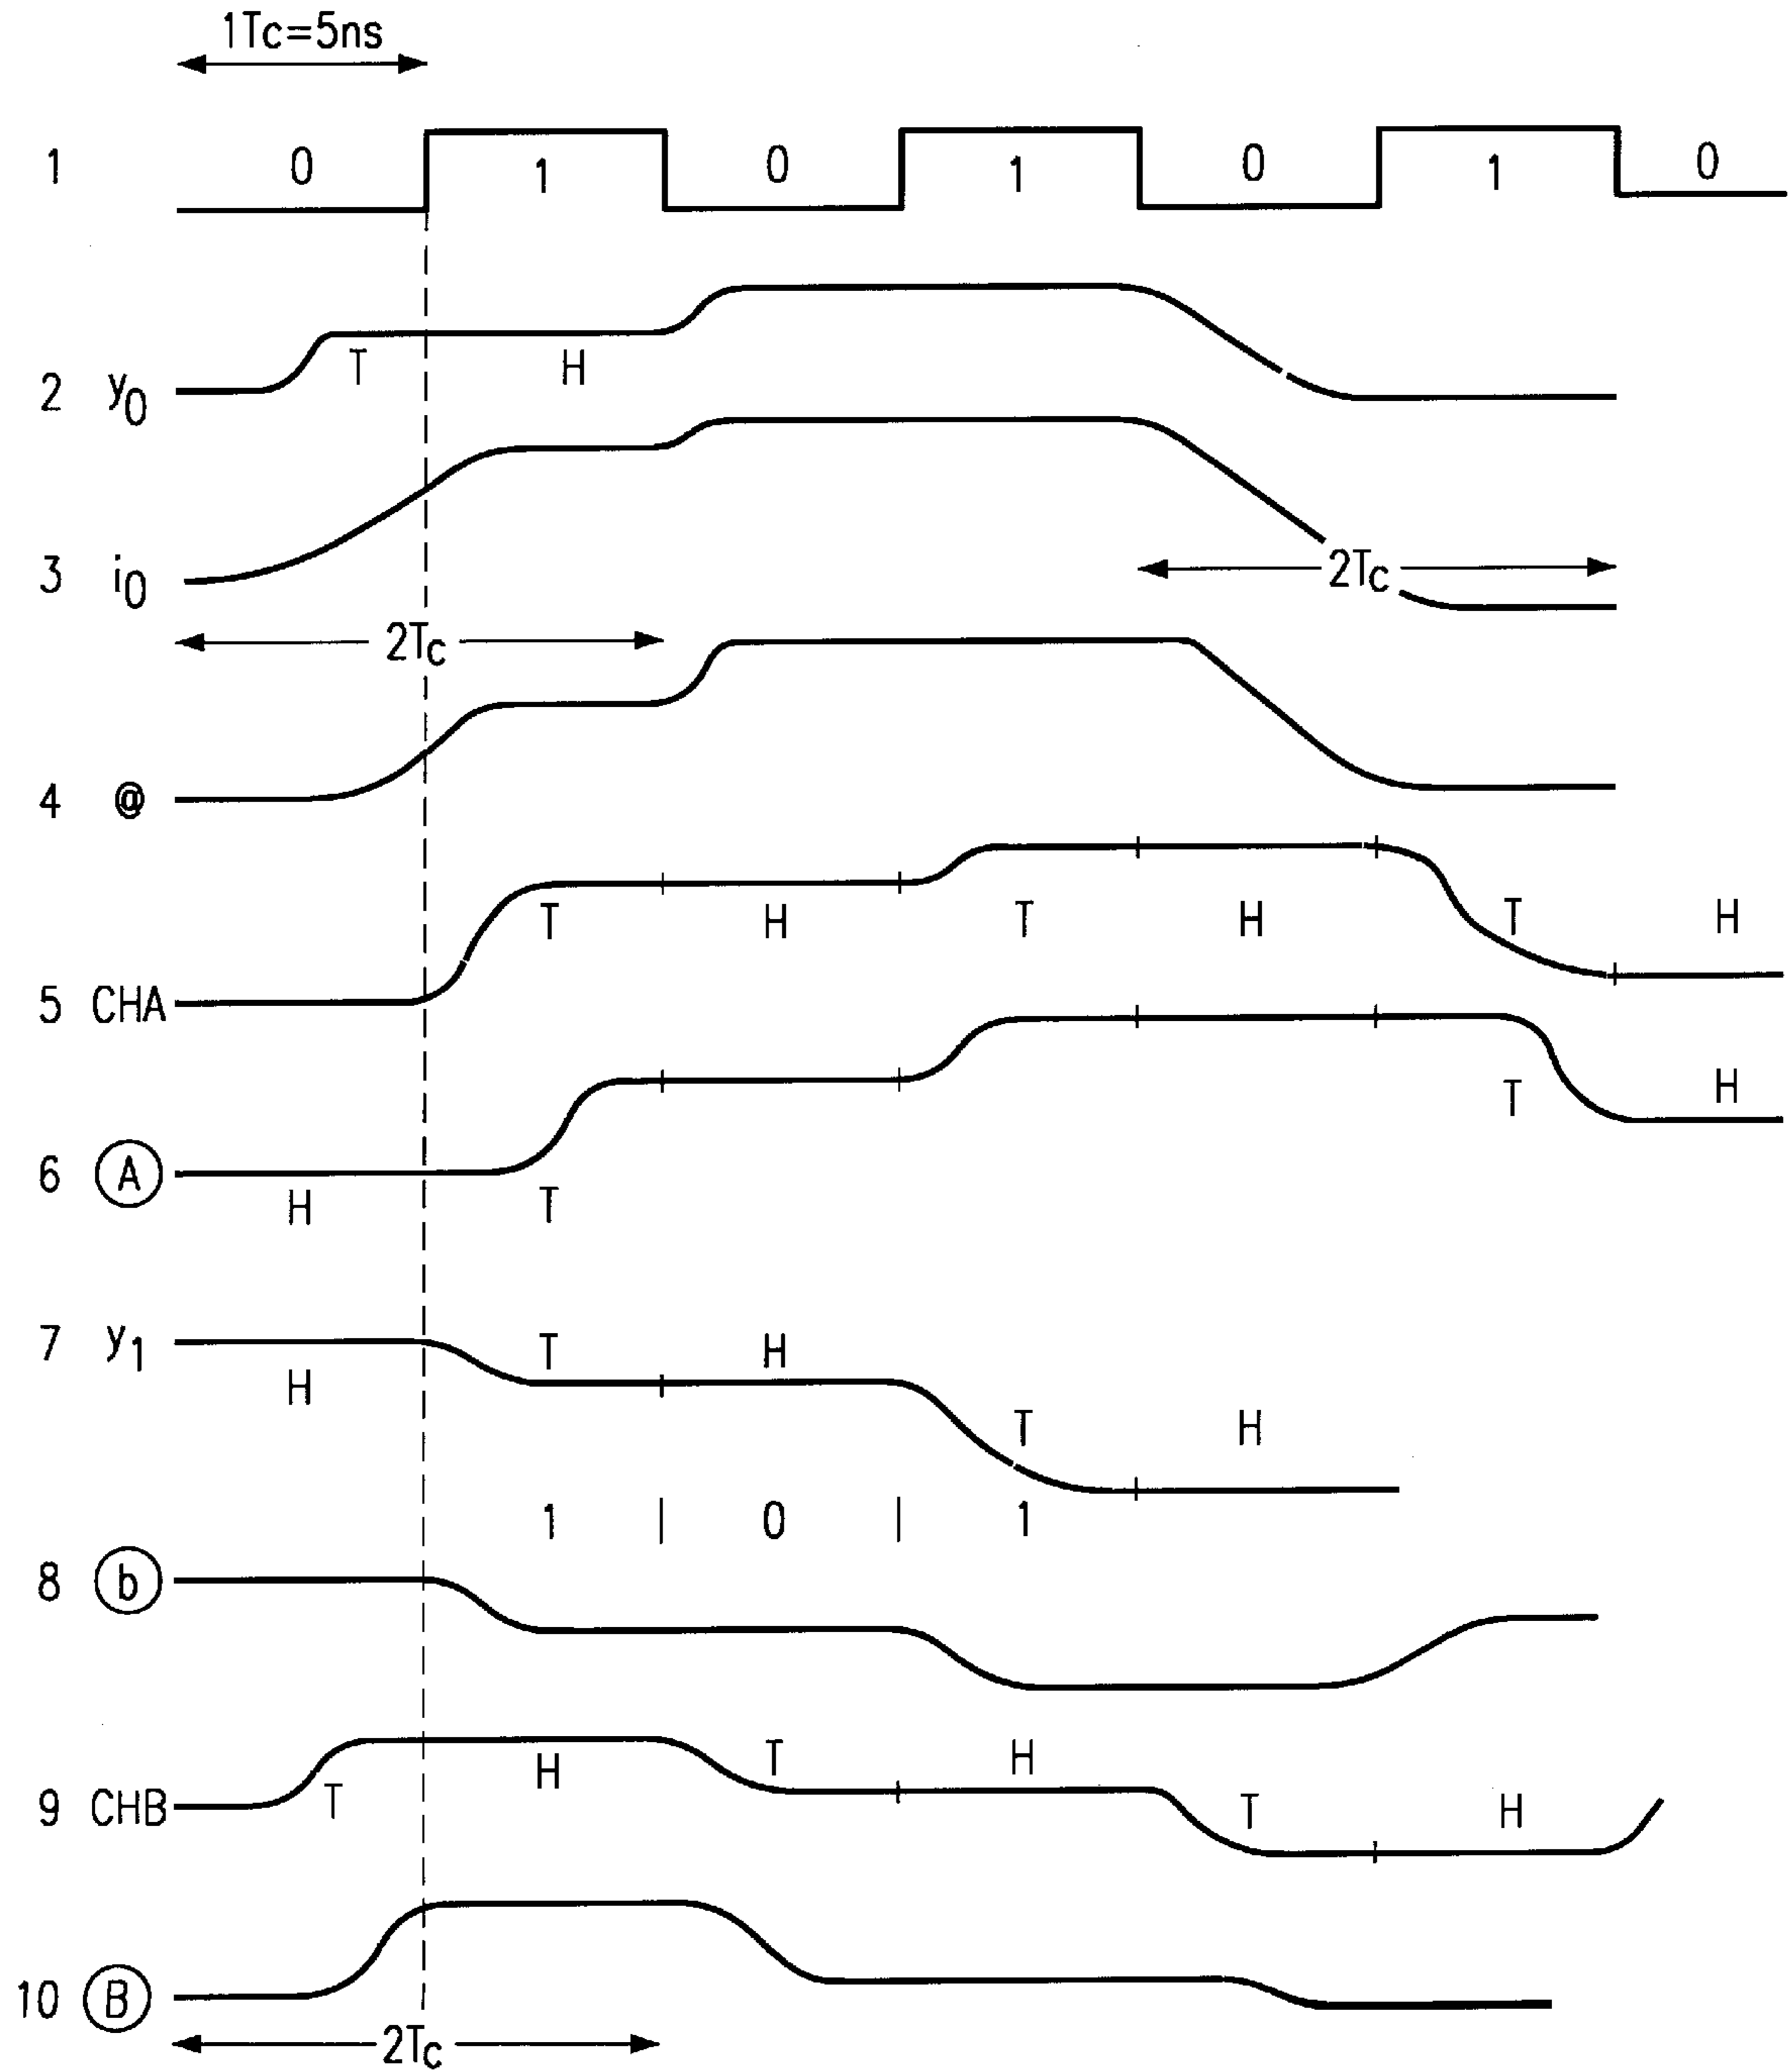 1Tc=5ns
1 0 1 0 1 0 1 0
2 y0 T H
3 i0 2Tc
2Tc
4 @
5 CHA T H T H T H
6 A H T T H
7 y1 H T H T H
1 | 0 | 1
8 b
9 CHB T H T H T H
10 B
2Tc